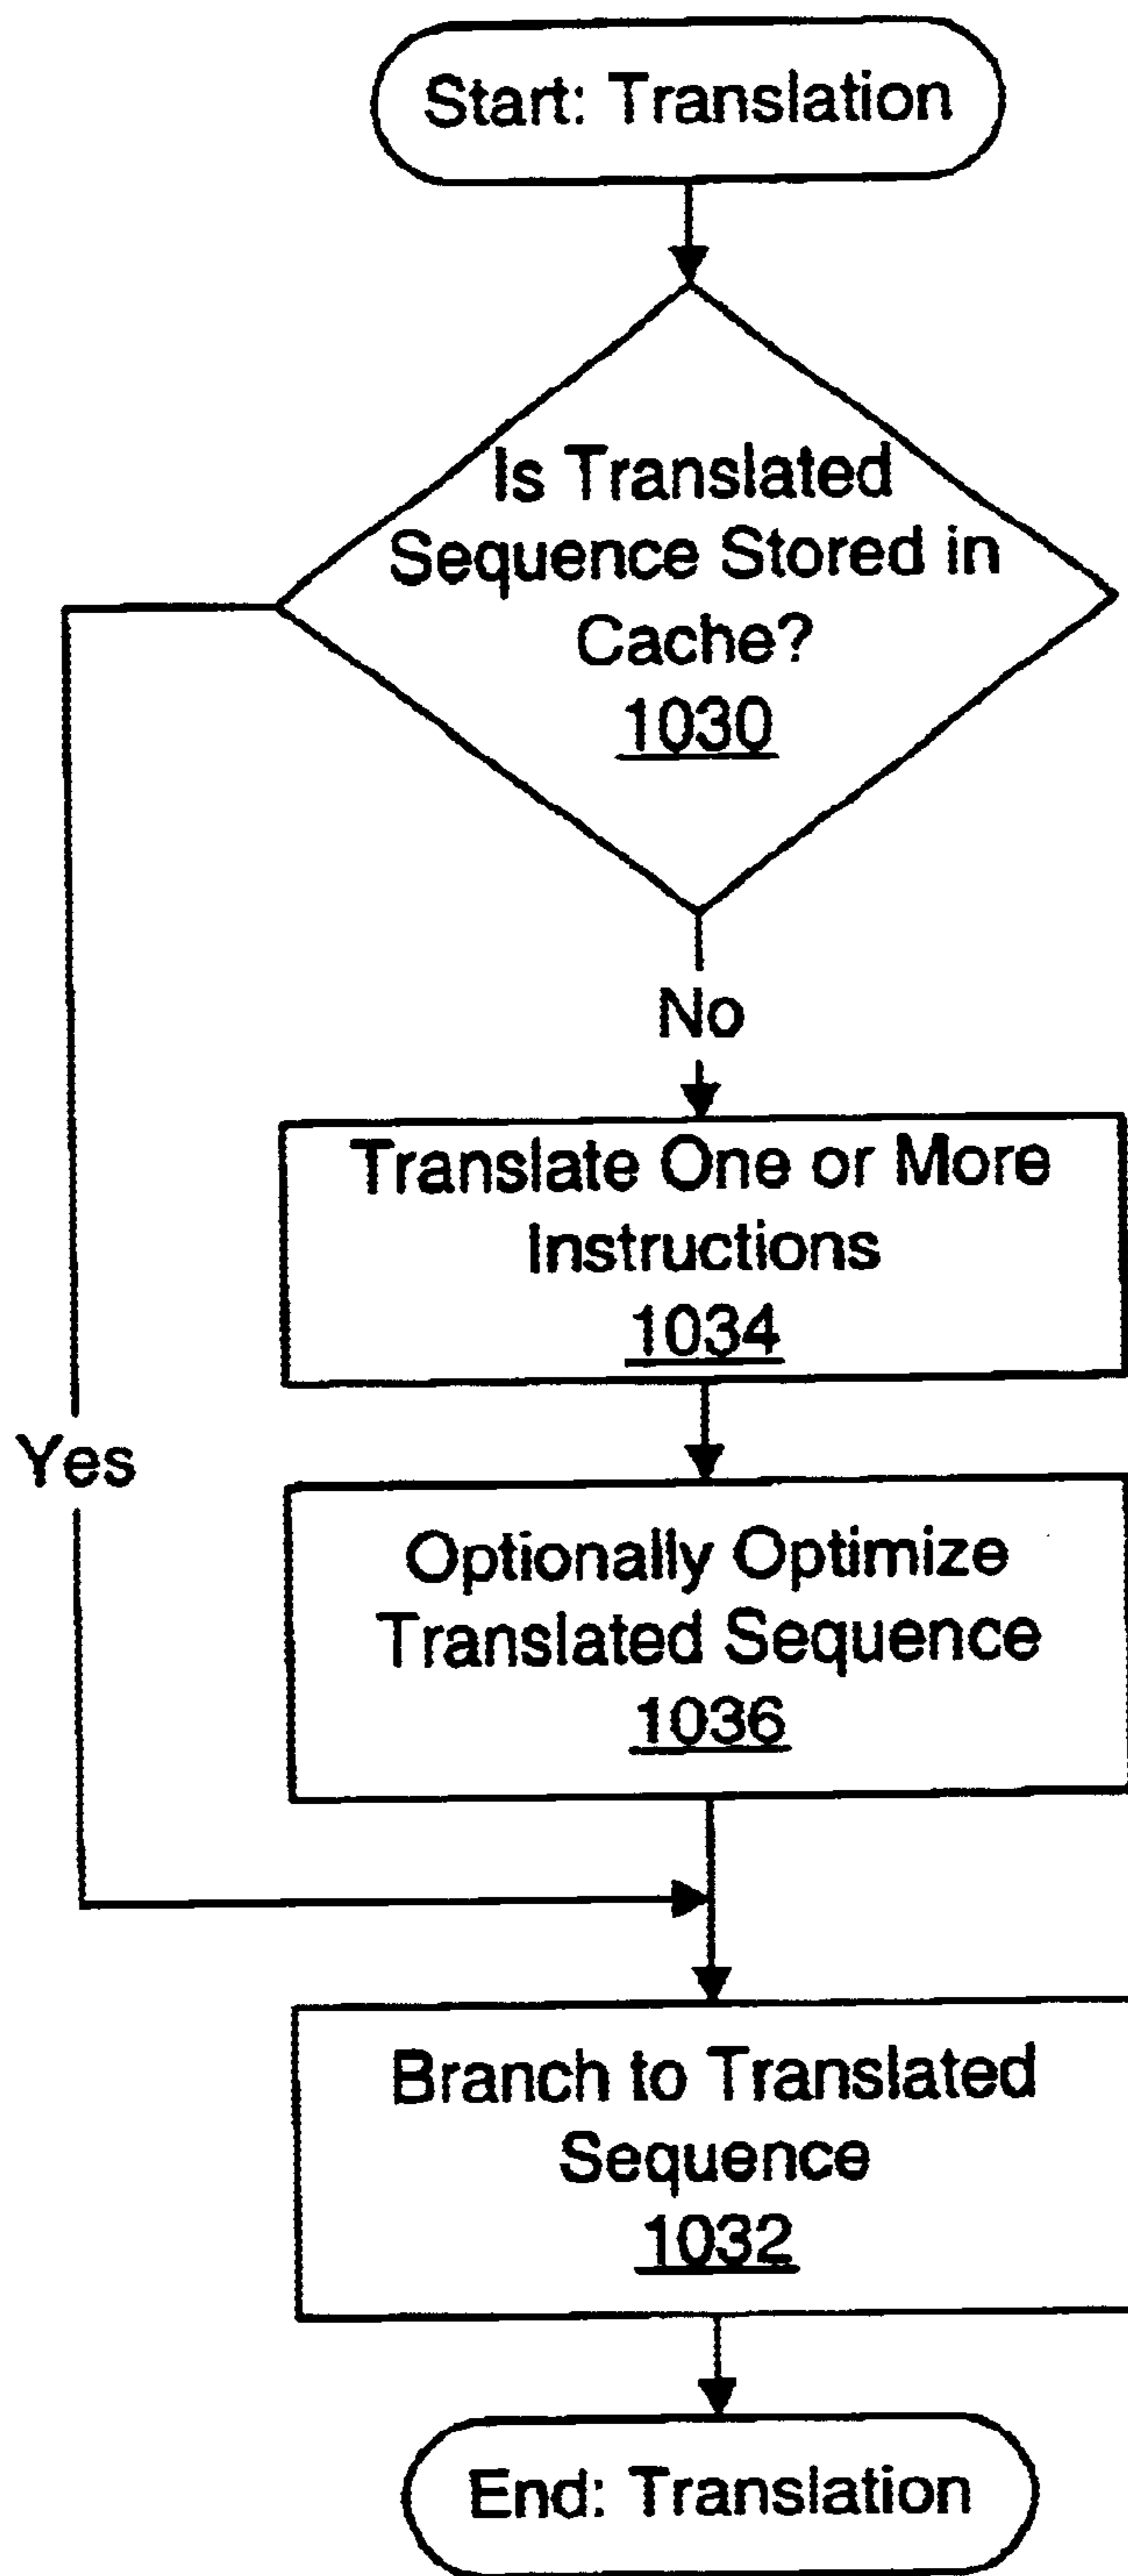 Start: Translation
Is Translated
Sequence Stored in
Cache?
1030
No
Translate One or More
Instructions
1034
Yes
Optionally Optimize
Translated Sequence
1036
Branch to Translated
Sequence
1032
End: Translation